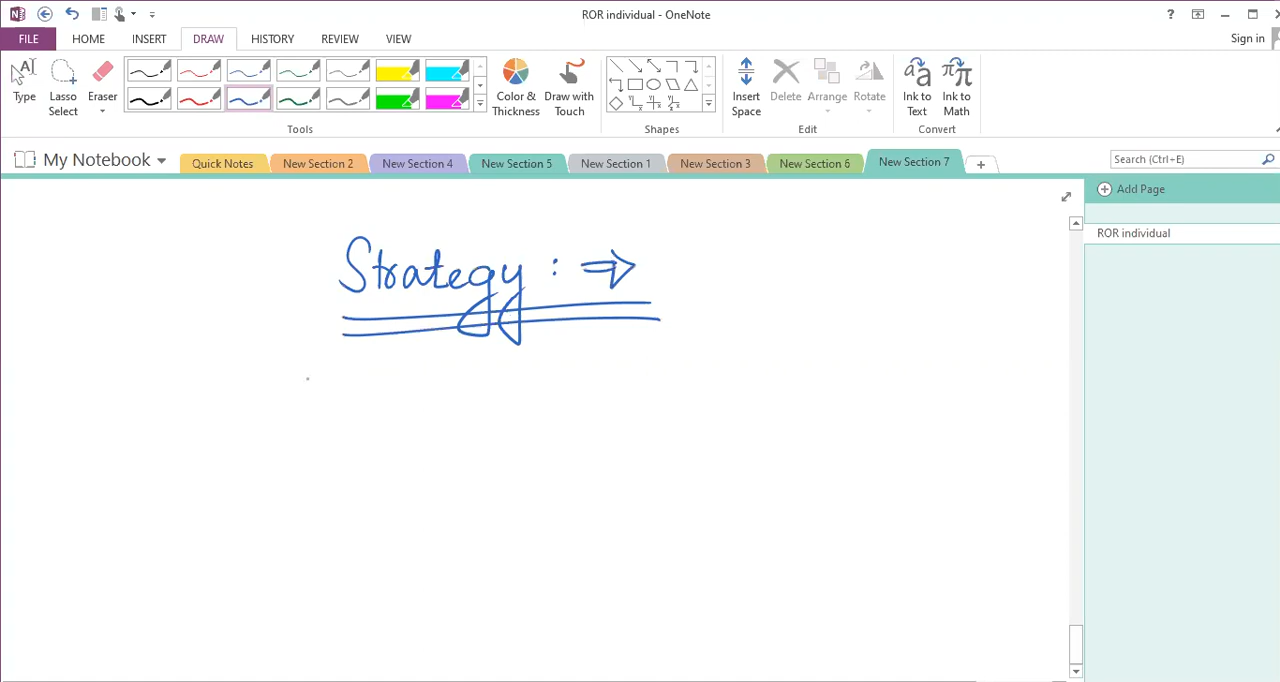 ROR individual - OneNote
?
Sign in
FILE HOME INSERT DRAW HISTORY REVIEW VIEW
Type
Lasso Select
Eraser
Color & Thickness
Draw with Touch
Insert Space
Delete
Arrange
Rotate
Ink to Text
Ink to Math
Tools
Shapes
Edit
Convert
My Notebook
Quick Notes New Section 2 New Section 4 New Section 5 New Section 1 New Section 3 New Section 6 New Section 7
Search (Ctrl+E)
Add Page
ROR individual
Strategy : ⇒